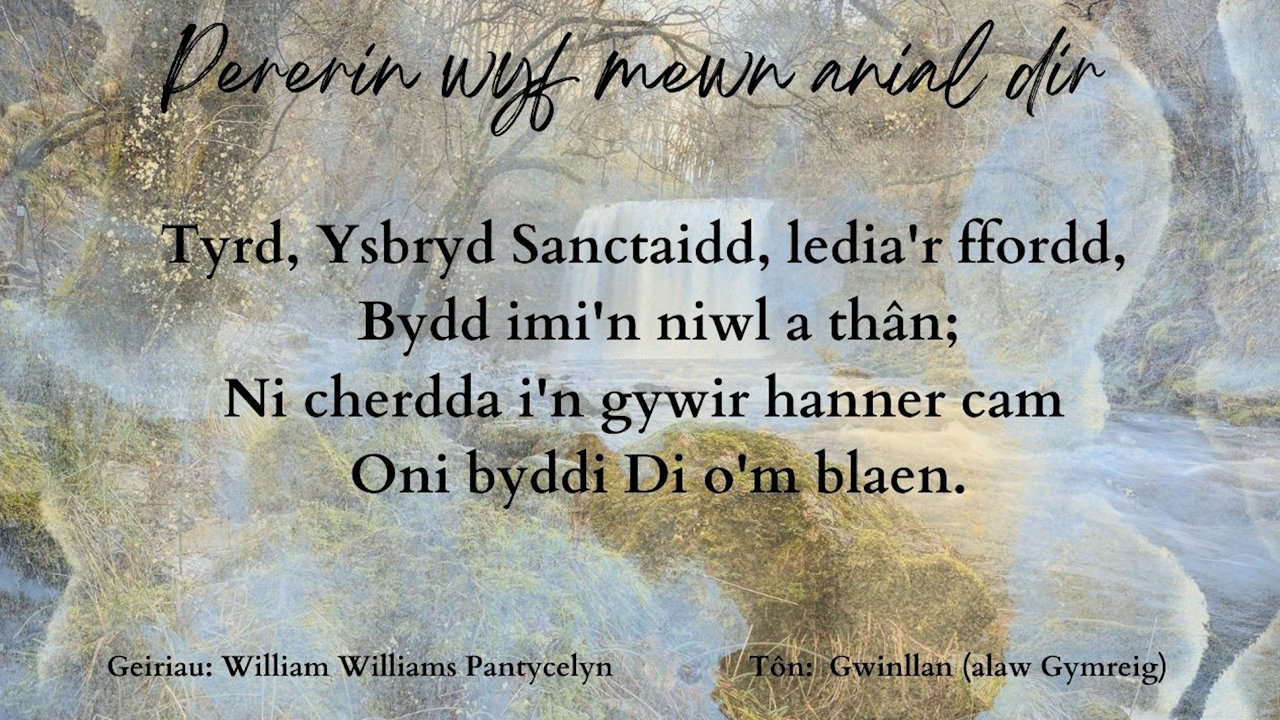 Pererin wyf mewn anial dir
Tyrd, Ysbryd Sanctaidd, ledia'r ffordd,
Bydd imi'n niwl a thân;
Ni cherdda i'n gywir hanner cam
Oni byddi Di o'm blaen.
Geiriau: William Williams Pantycelyn
Tôn: Gwinllan (alaw Gymreig)